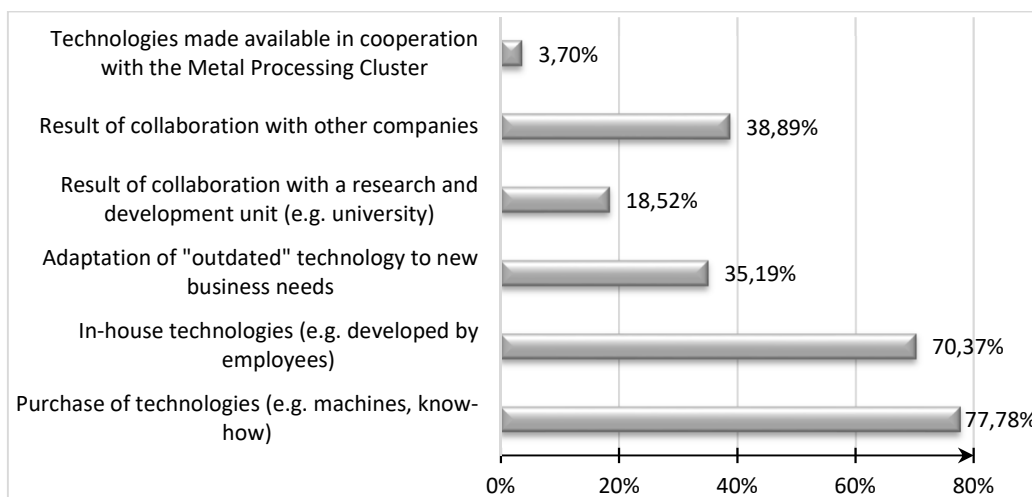 Technologies made available in cooperation
with the Metal Processing Cluster
3,70%
Result of collaboration with other companies
38,89%
Result of collaboration with a research and
development unit (e.g. university)
18,52%
Adaptation of "outdated" technology to new
business needs
35,19%
In-house technologies (e.g. developed by
employees)
70,37%
Purchase of technologies (e.g. machines, know-
how)
77,78%
0%
20%
40%
60%
80%